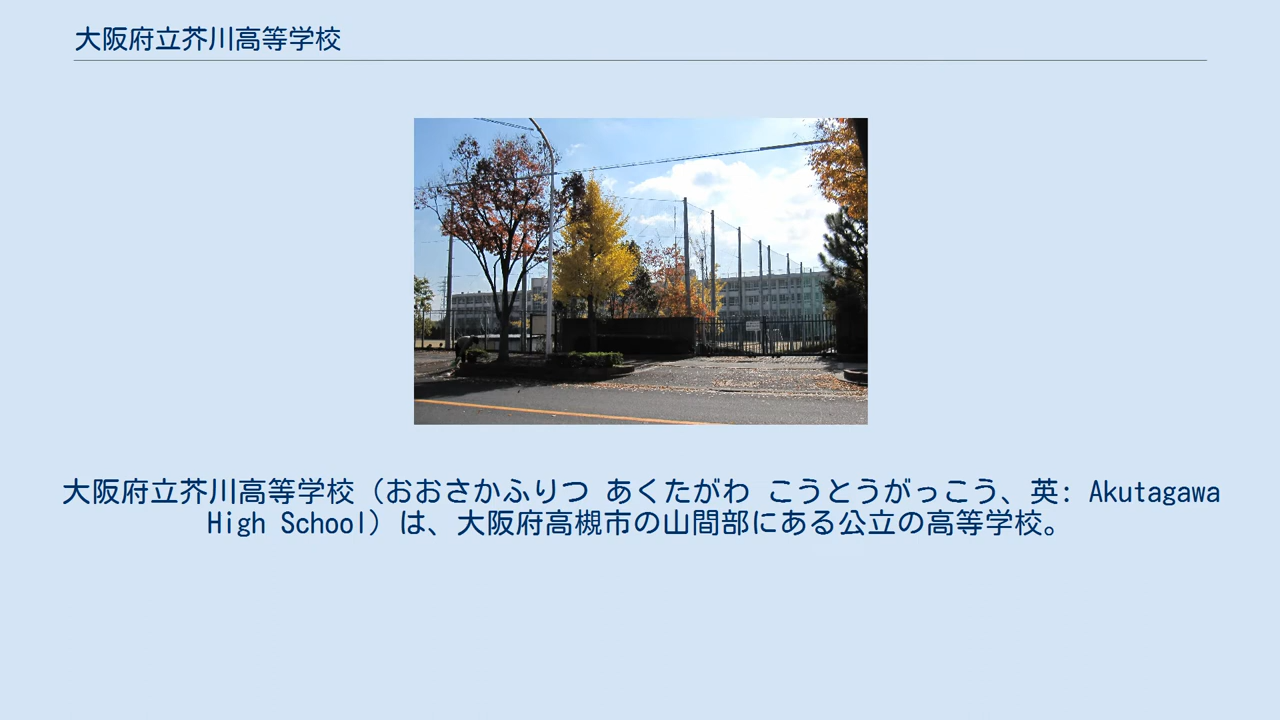 大阪府立芥川高等学校
大阪府立芥川高等学校（おおさかふりつ あくたがわ こうとうがっこう、英: Akutagawa
High School）は、大阪府高槻市の山間部にある公立の高等学校。